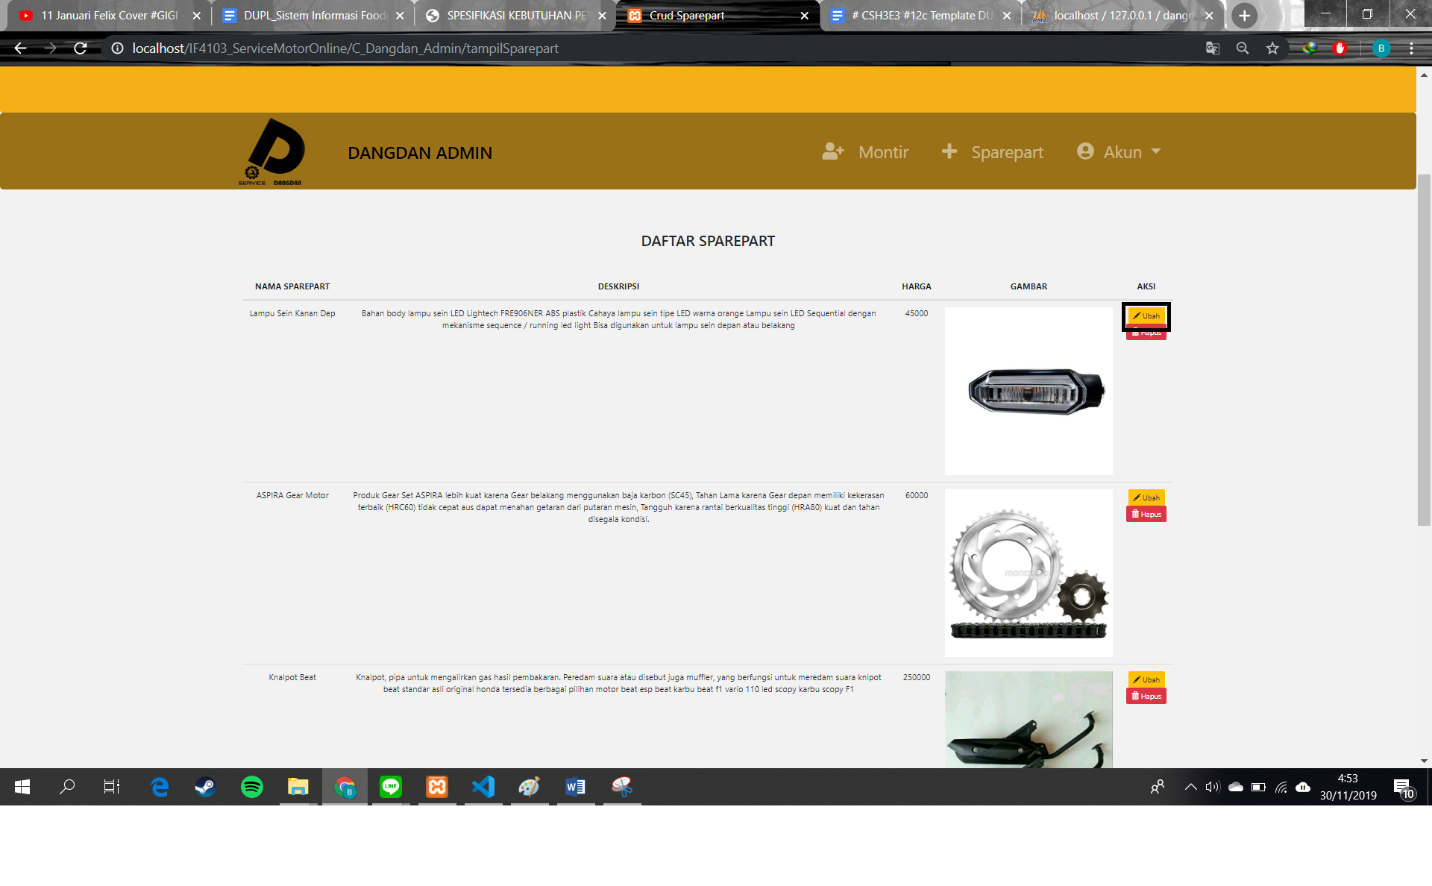 11 Januari Felix Cover #GIGI
DUPL_Sistem Informasi Food
SPESIFIKASI KEBUTUHAN PE
Crud Sparepart
# CSH3E3 #12c Template DU
localhost / 127.0.0.1 / dang
localhost/IF4103_ServiceMotorOnline/C_Dangdan_Admin/tampilSparepart
B
SERVICE DANGDAN
DANGDAN ADMIN
Montir
Sparepart
Akun
DAFTAR SPAREPART
NAMA SPAREPART DESKRIPSI HARGA GAMBAR AKSI
Lampu Sein Kanan Dep
Bahan body lampu sein LED Lightech FRE906NER ABS plastik Cahaya lampu sein tipe LED warna orange Lampu sein LED Sequential dengan
mekanisme sequence / running led light Bisa digunakan untuk lampu sein depan atau belakang
45000
Ubah
Hapus
ASPIRA Gear Motor
Produk Gear Set ASPIRA lebih kuat karena Gear belakang menggunakan baja karbon (SC45), Tahan Lama karena Gear depan memiliki kekerasan
terbaik (HRC60) tidak cepat aus dapat menahan getaran dari putaran mesin, Tangguh karena rantai berkualitas tinggi (HRA80) kuat dan tahan
disegala kondisi.
60000
Ubah
Hapus
Knalpot Beat
Knalpot, pipa untuk mengalirkan gas hasil pembakaran. Peredam suara atau disebut juga muffler, yang berfungsi untuk meredam suara knlpot
beat standar asli original honda tersedia berbagai pilihan motor beat esp beat karbu beat f1 vario 110 led scopy karbu scopy F1
250000
Ubah
Hapus
4:53
30/11/2019
10